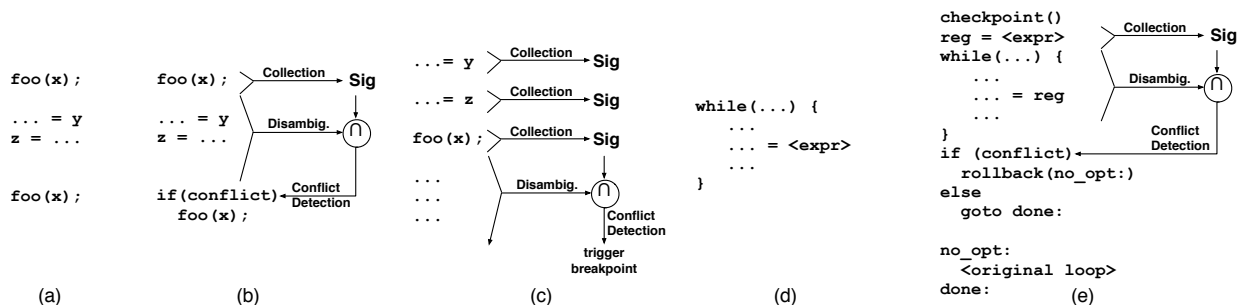 foo(x);
... = y
z = ...
foo(x);
(a)
foo(x);
Collection
Sig
... = y
z = ...
Disambig.
∩
if(conflict)
Conflict
Detection
foo(x);
(b)
...= y
Collection
Sig
...= z
Collection
Sig
foo(x);
Collection
Sig
...
...
...
Disambig.
∩
Conflict
Detection
trigger
breakpoint
(c)
while(...) {
...
... = <expr>
...
}
(d)
checkpoint()
reg = <expr>
while(...) {
...
... = reg
...
}
Collection
Sig
Disambig.
∩
Conflict
Detection
if (conflict)
rollback(no_opt:)
else
goto done:
no_opt:
<original loop>
done:
(e)